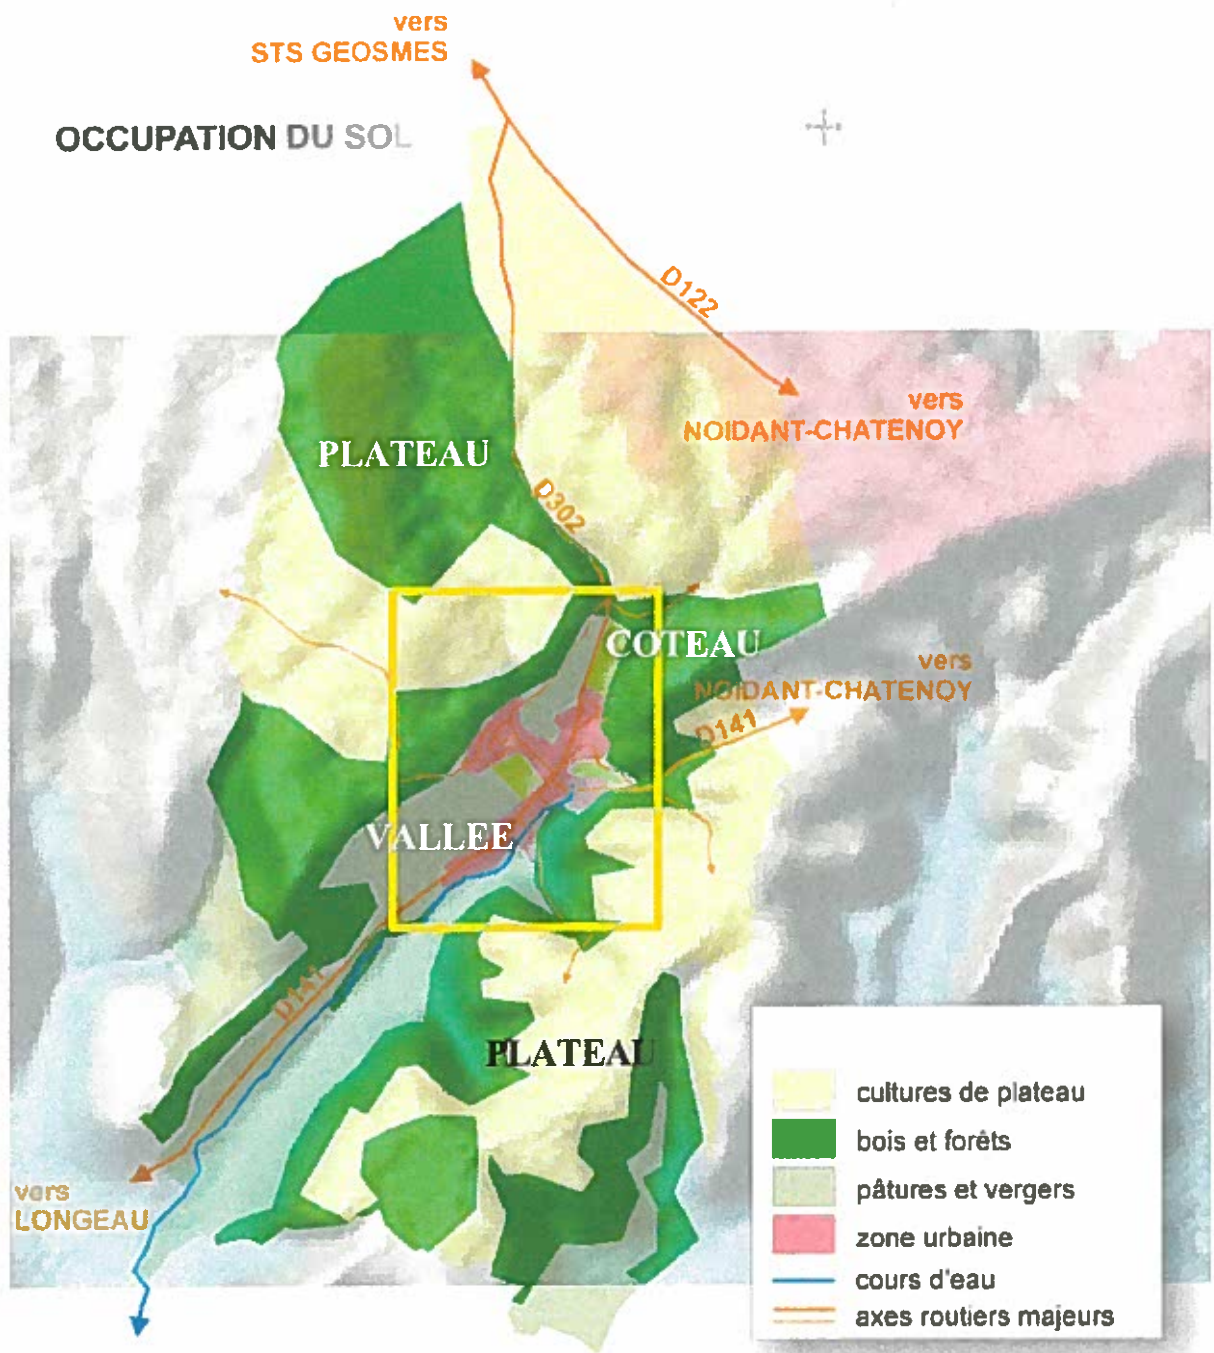 vers
STS GEOSMES
OCCUPATION DU SOL
D122
vers
NOIDANT-CHATENOY
PLATEAU
D302
COTEAU
vers
NOIDANT-CHATENOY
D141
VALLEE
D141
PLATEAU
vers
LONGEAU
cultures de plateau
bois et forêts
pâtures et vergers
zone urbaine
cours d'eau
axes routiers majeurs